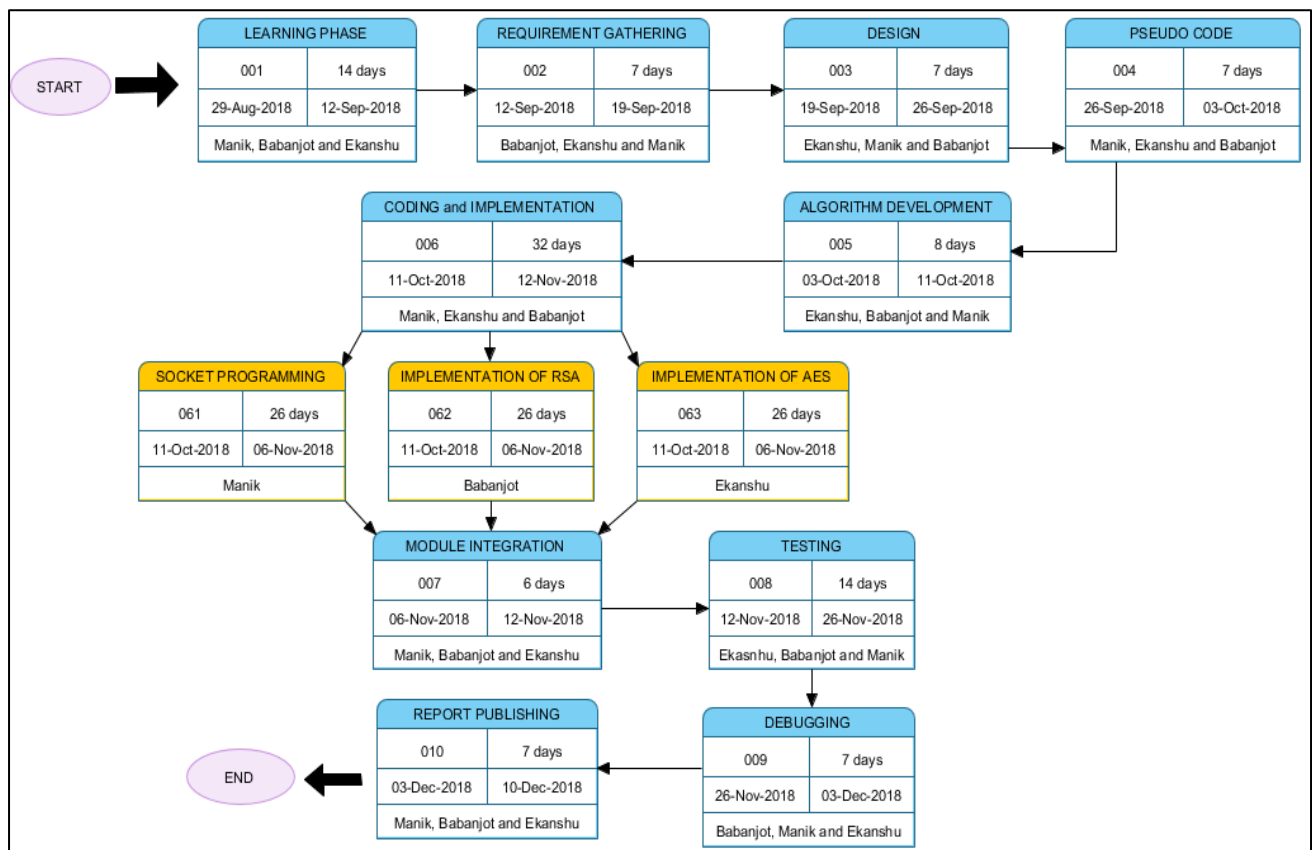 START
LEARNING PHASE
001 14 days
29-Aug-2018 12-Sep-2018
Manik, Babanjot and Ekanshu
REQUIREMENT GATHERING
002 7 days
12-Sep-2018 19-Sep-2018
Babanjot, Ekanshu and Manik
DESIGN
003 7 days
19-Sep-2018 26-Sep-2018
Ekanshu, Manik and Babanjot
PSEUDO CODE
004 7 days
26-Sep-2018 03-Oct-2018
Manik, Ekanshu and Babanjot
ALGORITHM DEVELOPMENT
005 8 days
03-Oct-2018 11-Oct-2018
Ekanshu, Babanjot and Manik
CODING and IMPLEMENTATION
006 32 days
11-Oct-2018 12-Nov-2018
Manik, Ekanshu and Babanjot
SOCKET PROGRAMMING
061 26 days
11-Oct-2018 06-Nov-2018
Manik
IMPLEMENTATION OF RSA
062 26 days
11-Oct-2018 06-Nov-2018
Babanjot
IMPLEMENTATION OF AES
063 26 days
11-Oct-2018 06-Nov-2018
Ekanshu
MODULE INTEGRATION
007 6 days
06-Nov-2018 12-Nov-2018
Manik, Babanjot and Ekanshu
TESTING
008 14 days
12-Nov-2018 26-Nov-2018
Ekasnhu, Babanjot and Manik
DEBUGGING
009 7 days
26-Nov-2018 03-Dec-2018
Babanjot, Manik and Ekanshu
REPORT PUBLISHING
010 7 days
03-Dec-2018 10-Dec-2018
Manik, Babanjot and Ekanshu
END